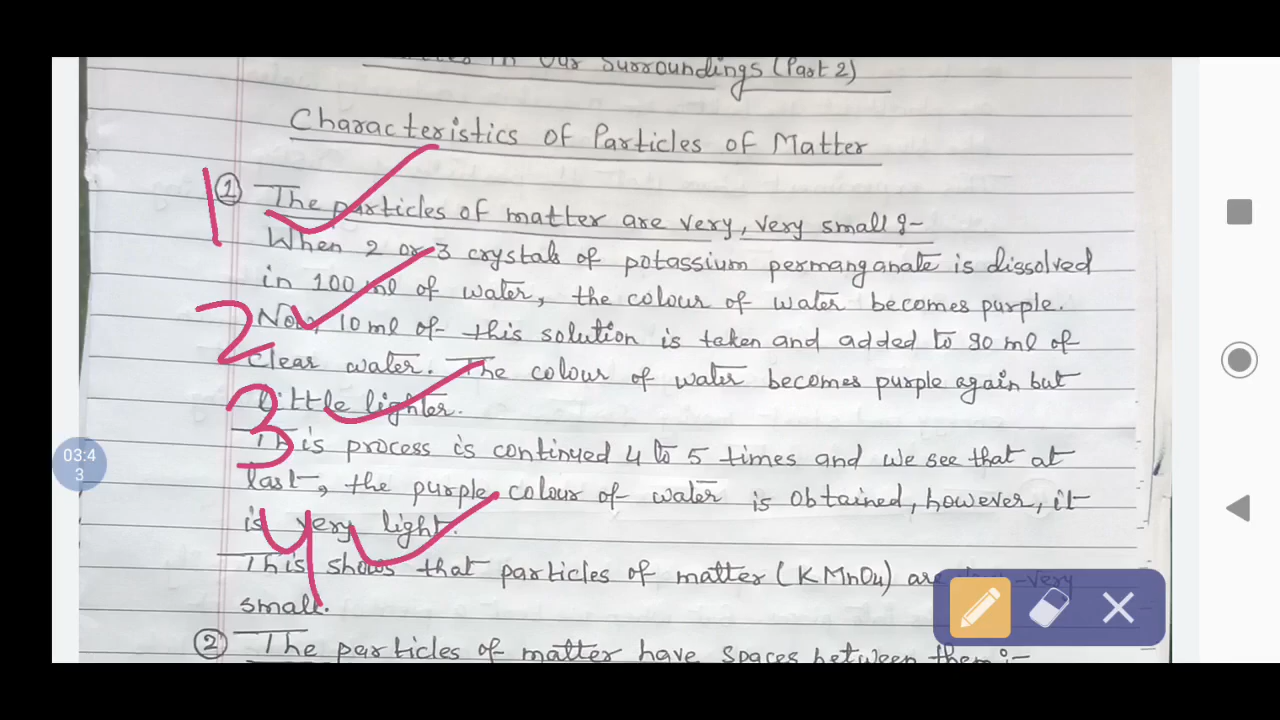 in Our Surroundings (Part 2)
Characteristics of Particles of Matter
1 ① The particles of matter are very, very small :-
When 2 or 3 crystals of potassium permanganate is dissolved
in 100 ml of water, the colour of water becomes purple.
2 Now, 10 ml of this solution is taken and added to 90 ml of
clear water. The colour of water becomes purple again but
3 little lighter.
This process is continued 4 to 5 times and we see that at
last, the purple colour of water is obtained, however, it
4 is very light.
This shows that particles of matter (KMnO4) are very-very
small.
② The particles of matter have spaces between them :-
03:4
3